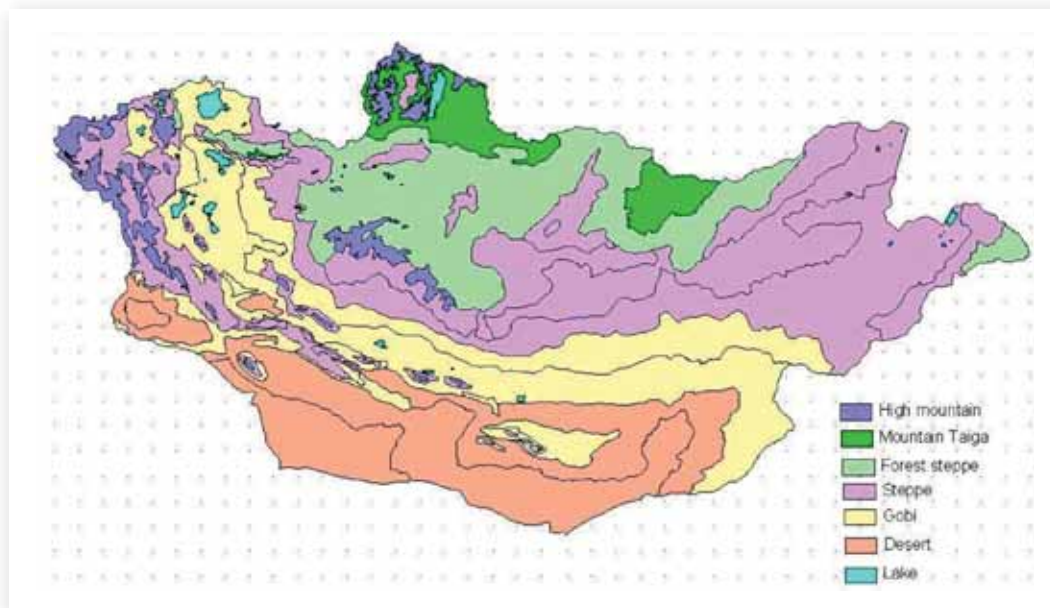 High mountain
Mountain Taiga
Forest steppe
Steppe
Gobi
Desert
Lake